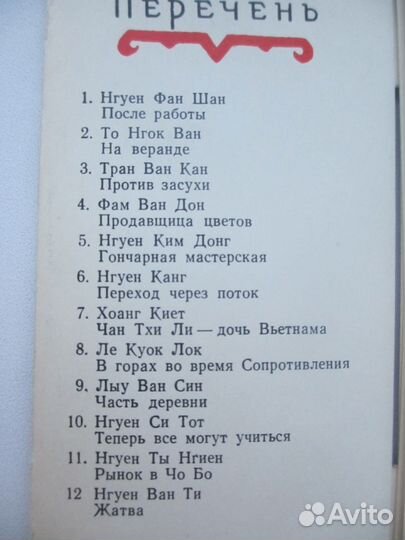 ПЕРЕЧЕНЬ
1. Нгуен Фан Шан
После работы
2. То Нгок Ван
На веранде
3. Тран Ван Кан
Против засухи
4. Фам Ван Дон
Продавщица цветов
5. Нгуен Ким Донг
Гончарная мастерская
6. Нгуен Канг
Переход через поток
7. Хоанг Киет
Чан Тхи Ли — дочь Вьетнама
8. Ле Куок Лок
В горах во время Сопротивления
9. Лыу Ван Син
Часть деревни
10. Нгуен Си Тот
Теперь все могут учиться
11. Нгуен Ты Нгиен
Рынок в Чо Бо
12 Нгуен Ван Ти
Жатва
Avito